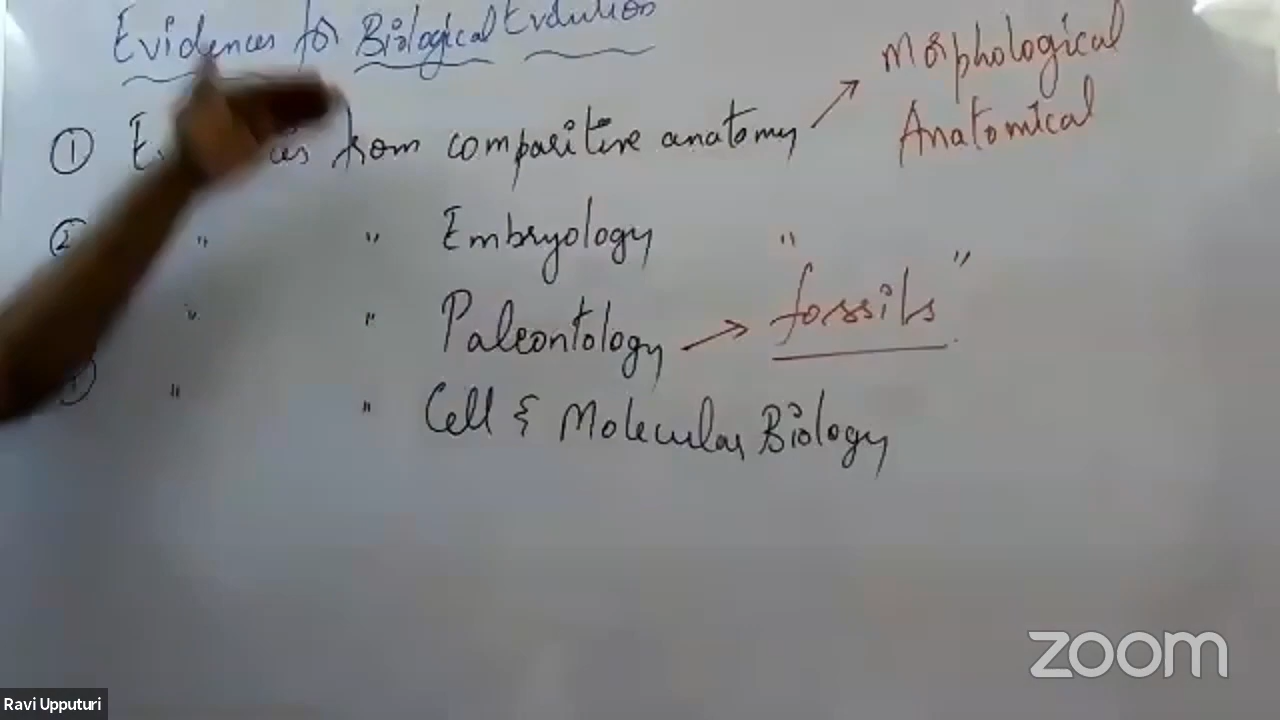 Evidences for Biological Evolution
① from comparitive anatomy → Morphological
Anatomical
② " " Embryology "
" " Paleontology → fossils "
" " Cell & Molecular Biology
zoom
Ravi Upputuri